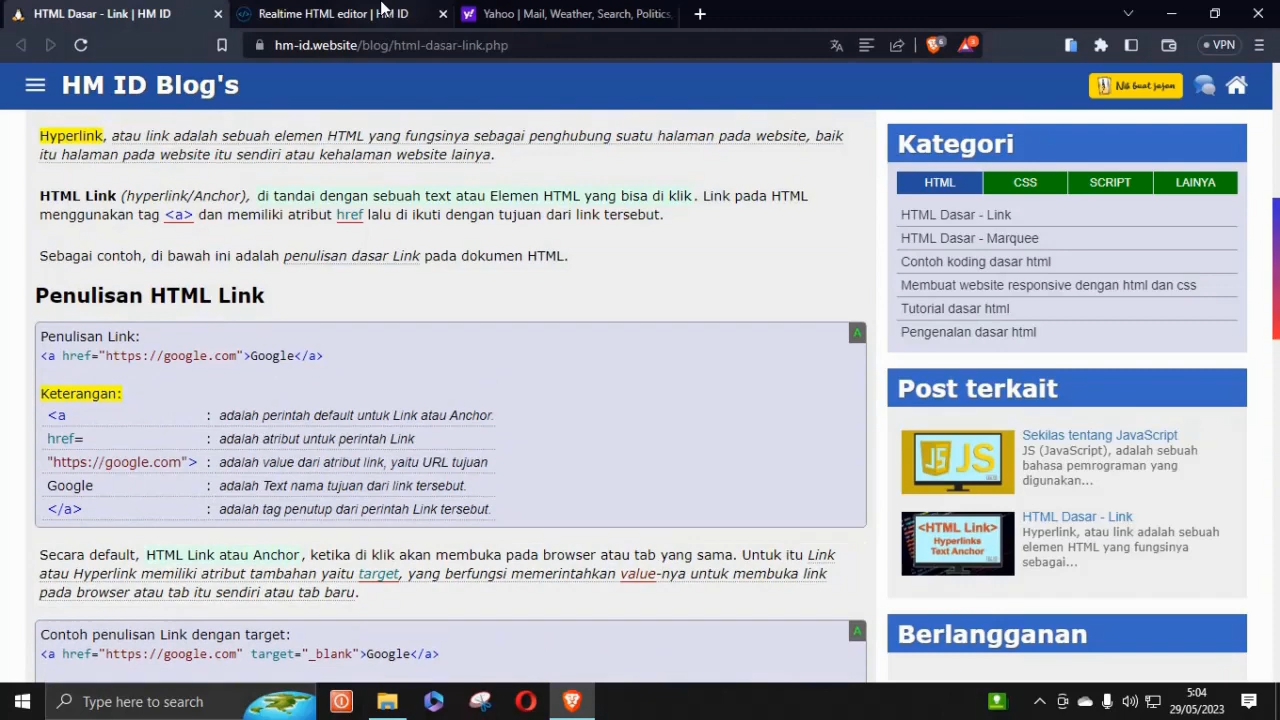 HTML Dasar - Link | HM ID
Realtime HTML editor | HM ID
Yahoo | Mail, Weather, Search, Politics,
hm-id.website/blog/html-dasar-link.php
6
3
VPN
HM ID Blog's
Nih buat jajan
Hyperlink, atau link adalah sebuah elemen HTML yang fungsinya sebagai penghubung suatu halaman pada website, baik
itu halaman pada website itu sendiri atau kehalaman website lainya.
HTML Link (hyperlink/Anchor), di tandai dengan sebuah text atau Elemen HTML yang bisa di klik. Link pada HTML
menggunakan tag <a> dan memiliki atribut href lalu di ikuti dengan tujuan dari link tersebut.
Sebagai contoh, di bawah ini adalah penulisan dasar Link pada dokumen HTML.
Penulisan HTML Link
A
Penulisan Link:
<a href="https://google.com">Google</a>
Keterangan:
<a : adalah perintah default untuk Link atau Anchor.
href= : adalah atribut untuk perintah Link
"https://google.com"> : adalah value dari atribut link, yaitu URL tujuan
Google : adalah Text nama tujuan dari link tersebut.
</a> : adalah tag penutup dari perintah Link tersebut.
Secara default, HTML Link atau Anchor, ketika di klik akan membuka pada browser atau tab yang sama. Untuk itu Link
atau Hyperlink memiliki atribut tambahan yaitu target, yang berfungsi memerintahkan value-nya untuk membuka link
pada browser atau tab itu sendiri atau tab baru.
A
Contoh penulisan Link dengan target:
<a href="https://google.com" target="_blank">Google</a>
Kategori
HTML CSS SCRIPT LAINYA
HTML Dasar - Link
HTML Dasar - Marquee
Contoh koding dasar html
Membuat website responsive dengan html dan css
Tutorial dasar html
Pengenalan dasar html
Post terkait
JS JS
Sekilas tentang JavaScript
JS (JavaScript), adalah sebuah
bahasa pemrograman yang
digunakan...
<HTML Link>
Hyperlinks
Text Anchor
HTML Dasar - Link
Hyperlink, atau link adalah sebuah
elemen HTML yang fungsinya
sebagai...
Berlangganan
Type here to search
5:04
29/05/2023